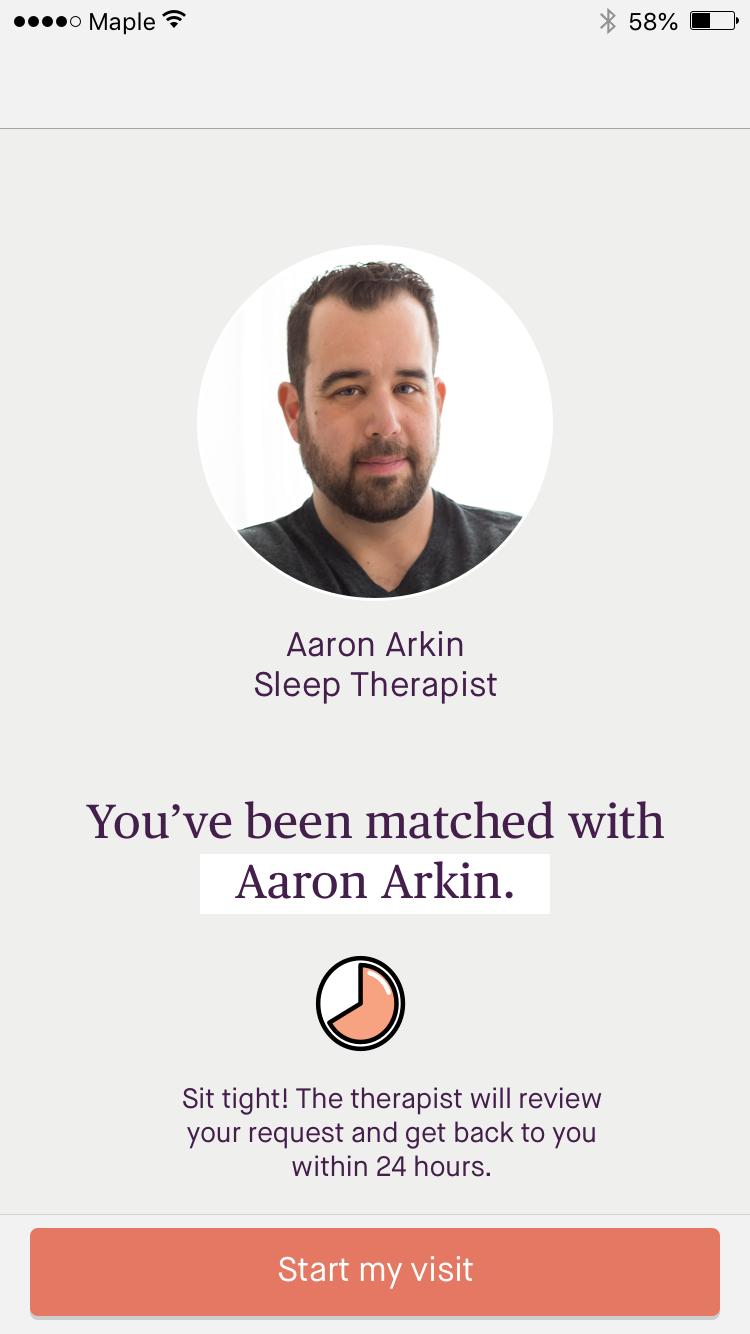 Maple 58%
Aaron Arkin
Sleep Therapist
You’ve been matched with
Aaron Arkin.
Sit tight! The therapist will review
your request and get back to you
within 24 hours.
Start my visit